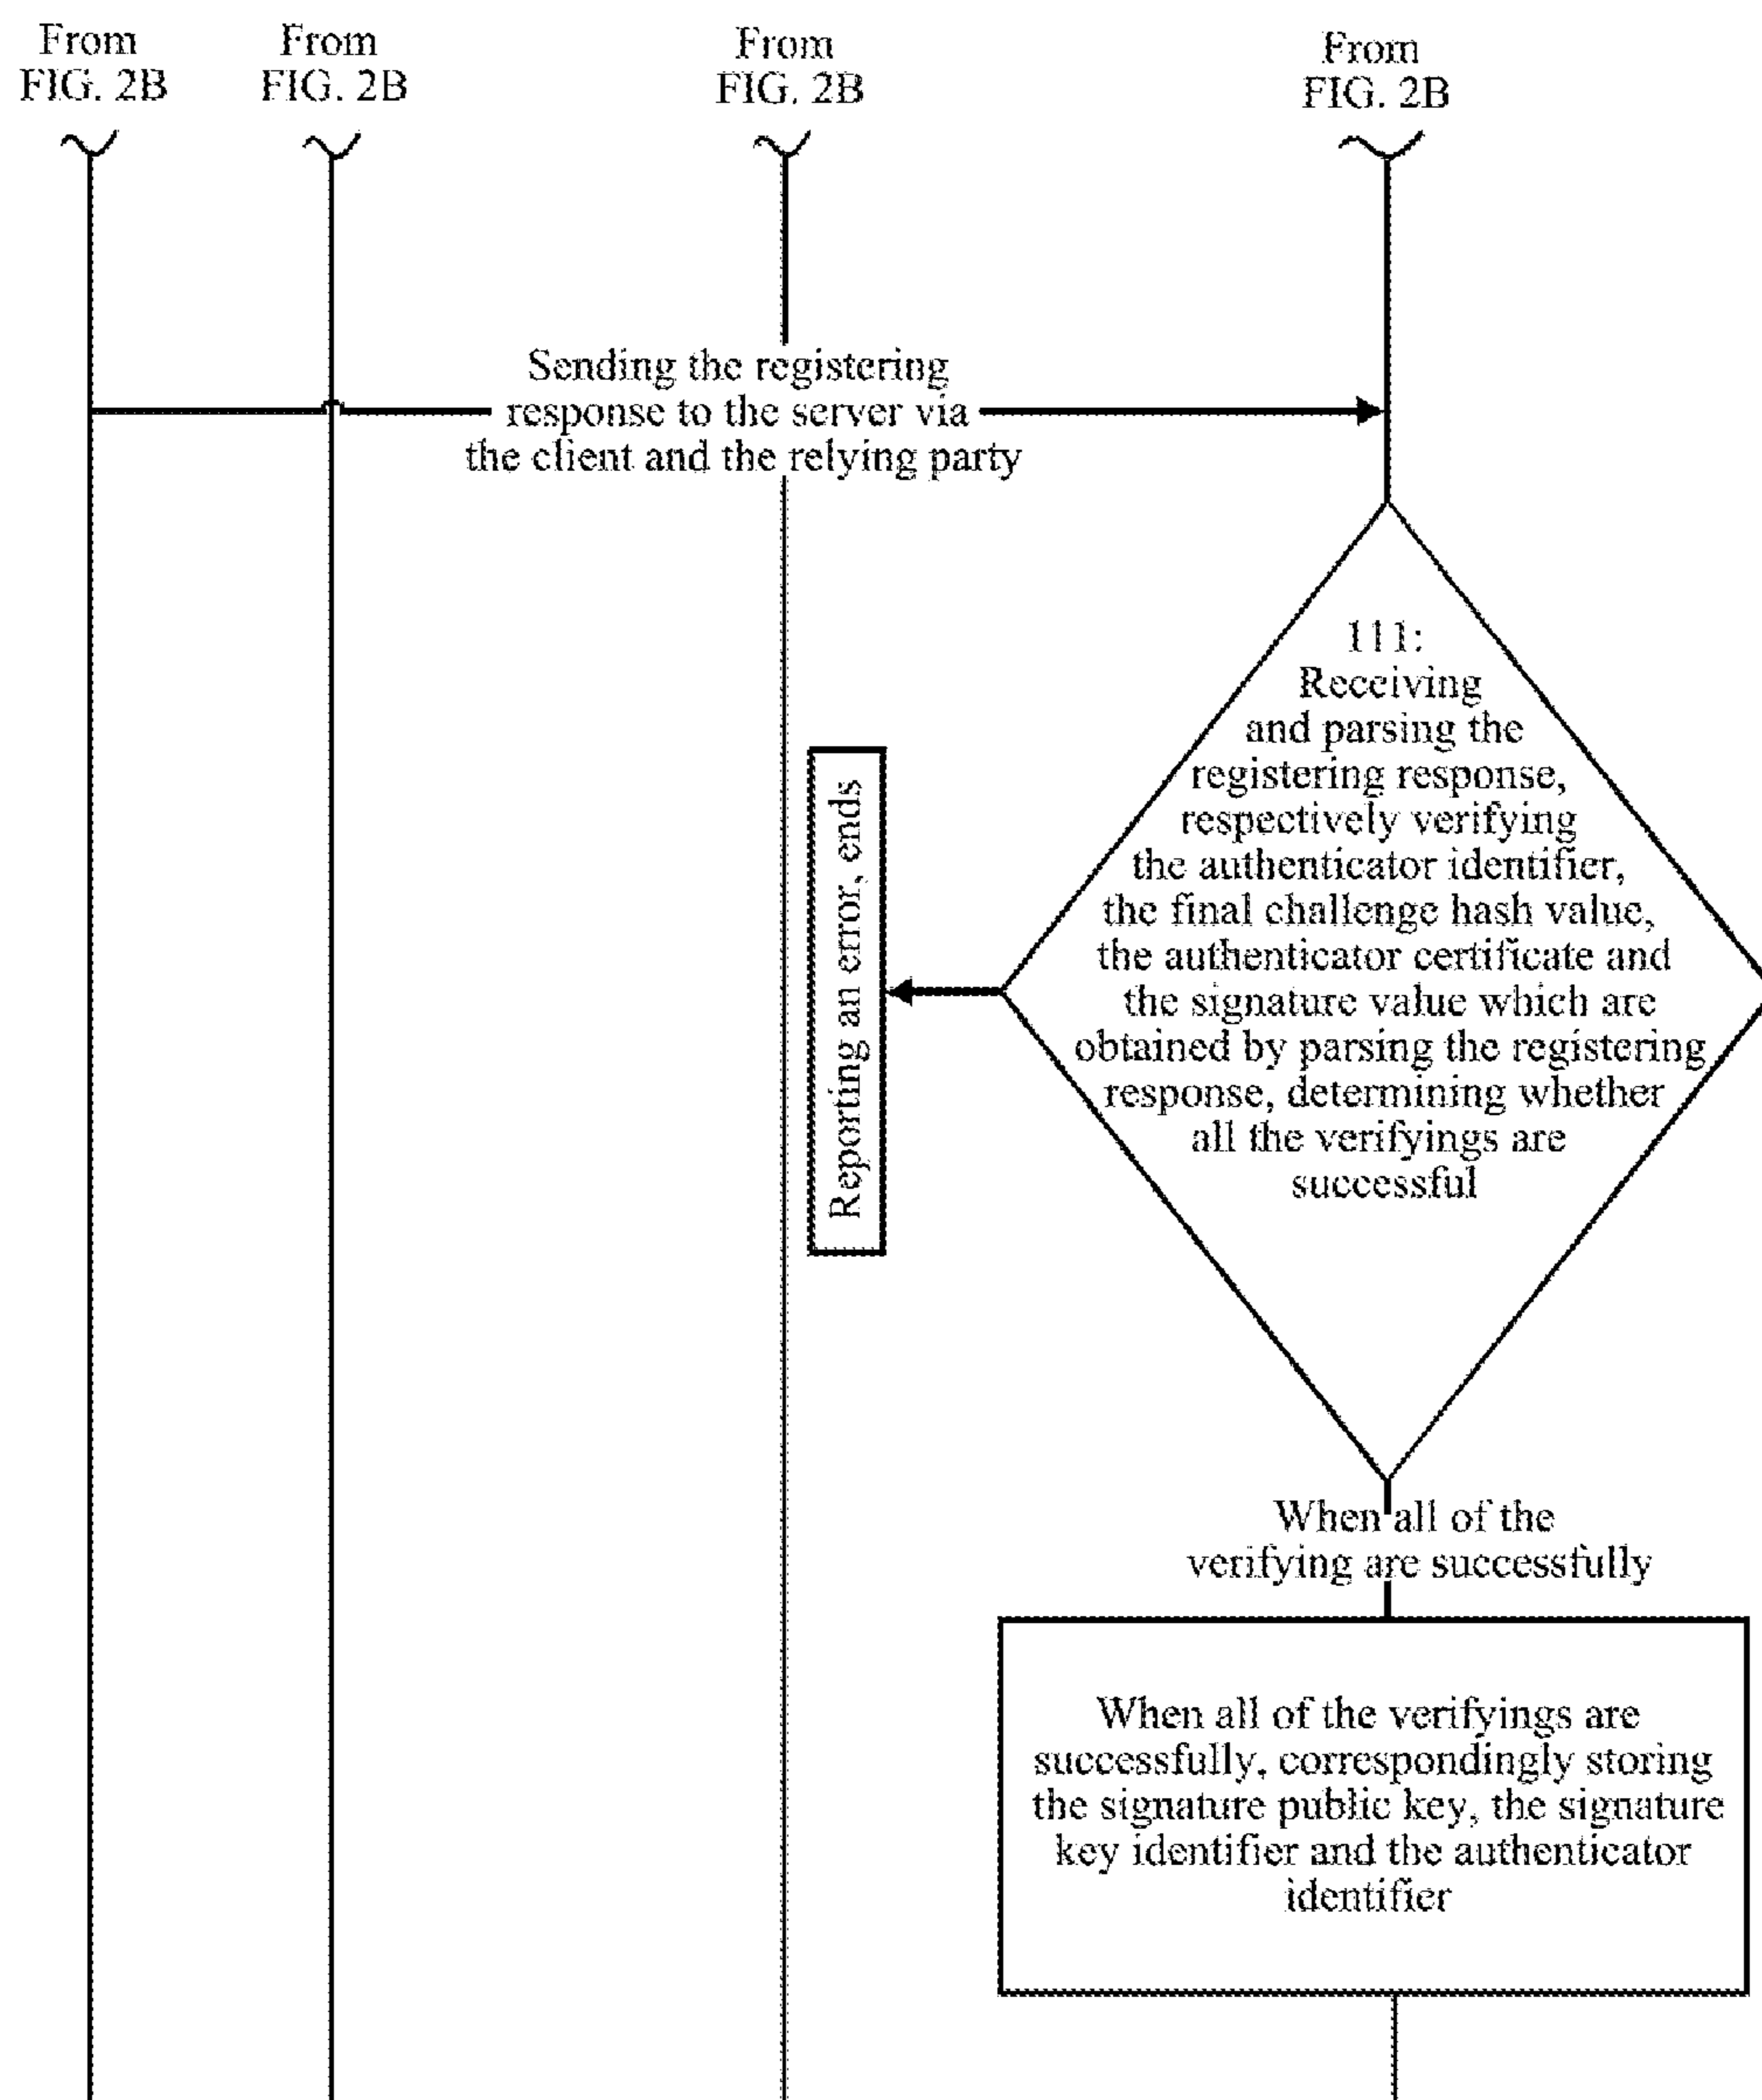 From
FIG. 2B
From
FIG. 2B
From
FIG. 2B
From
FIG. 2B
Sending the registering
response to the server via
the client and the relying party
111:
Receiving
and parsing the
registering response,
respectively verifying
the authenticator identifier,
the final challenge hash value,
the authenticator certificate and
the signature value which are
obtained by parsing the registering
response, determining whether
all the verifyings are
successful
Reporting an error, ends
When all of the
verifying are successfully
When all of the verifyings are
successfully, correspondingly storing
the signature public key, the signature
key identifier and the authenticator
identifier